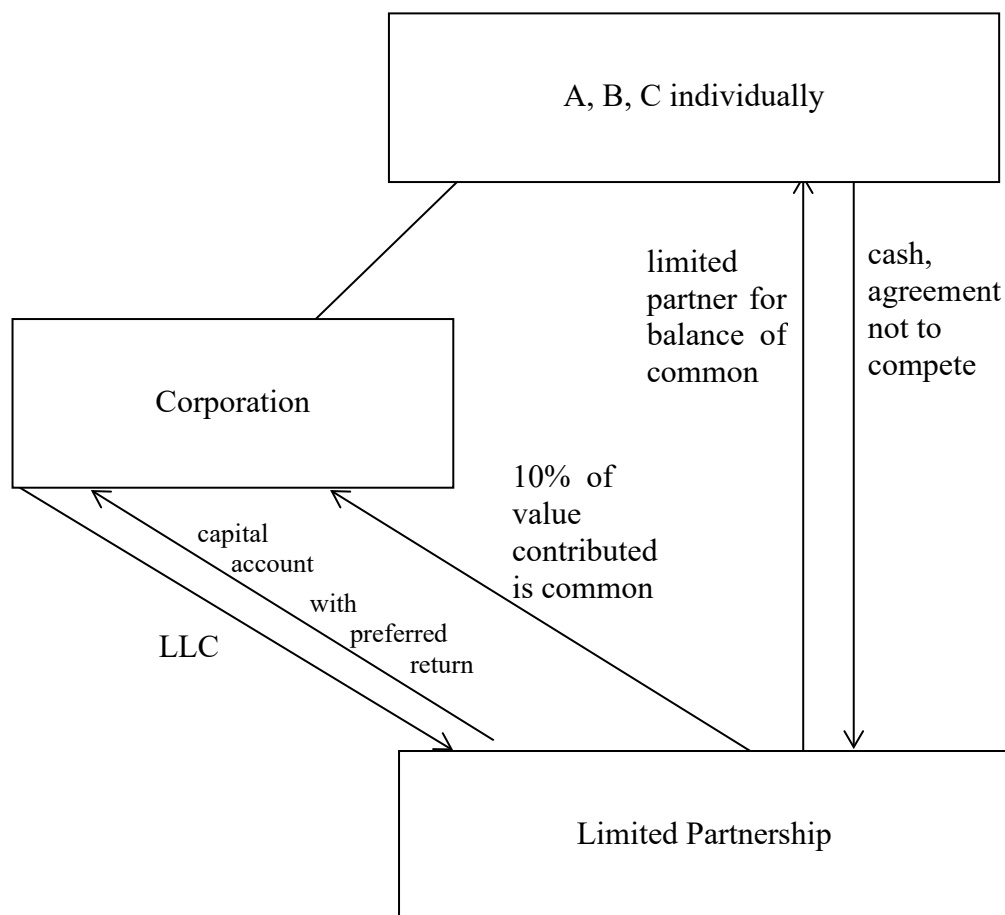 A, B, C individually
limited
partner for
balance of
common
cash,
agreement
not to
compete
Corporation
10% of
value
contributed
is common
capital
account
with
preferred
return
LLC
Limited Partnership